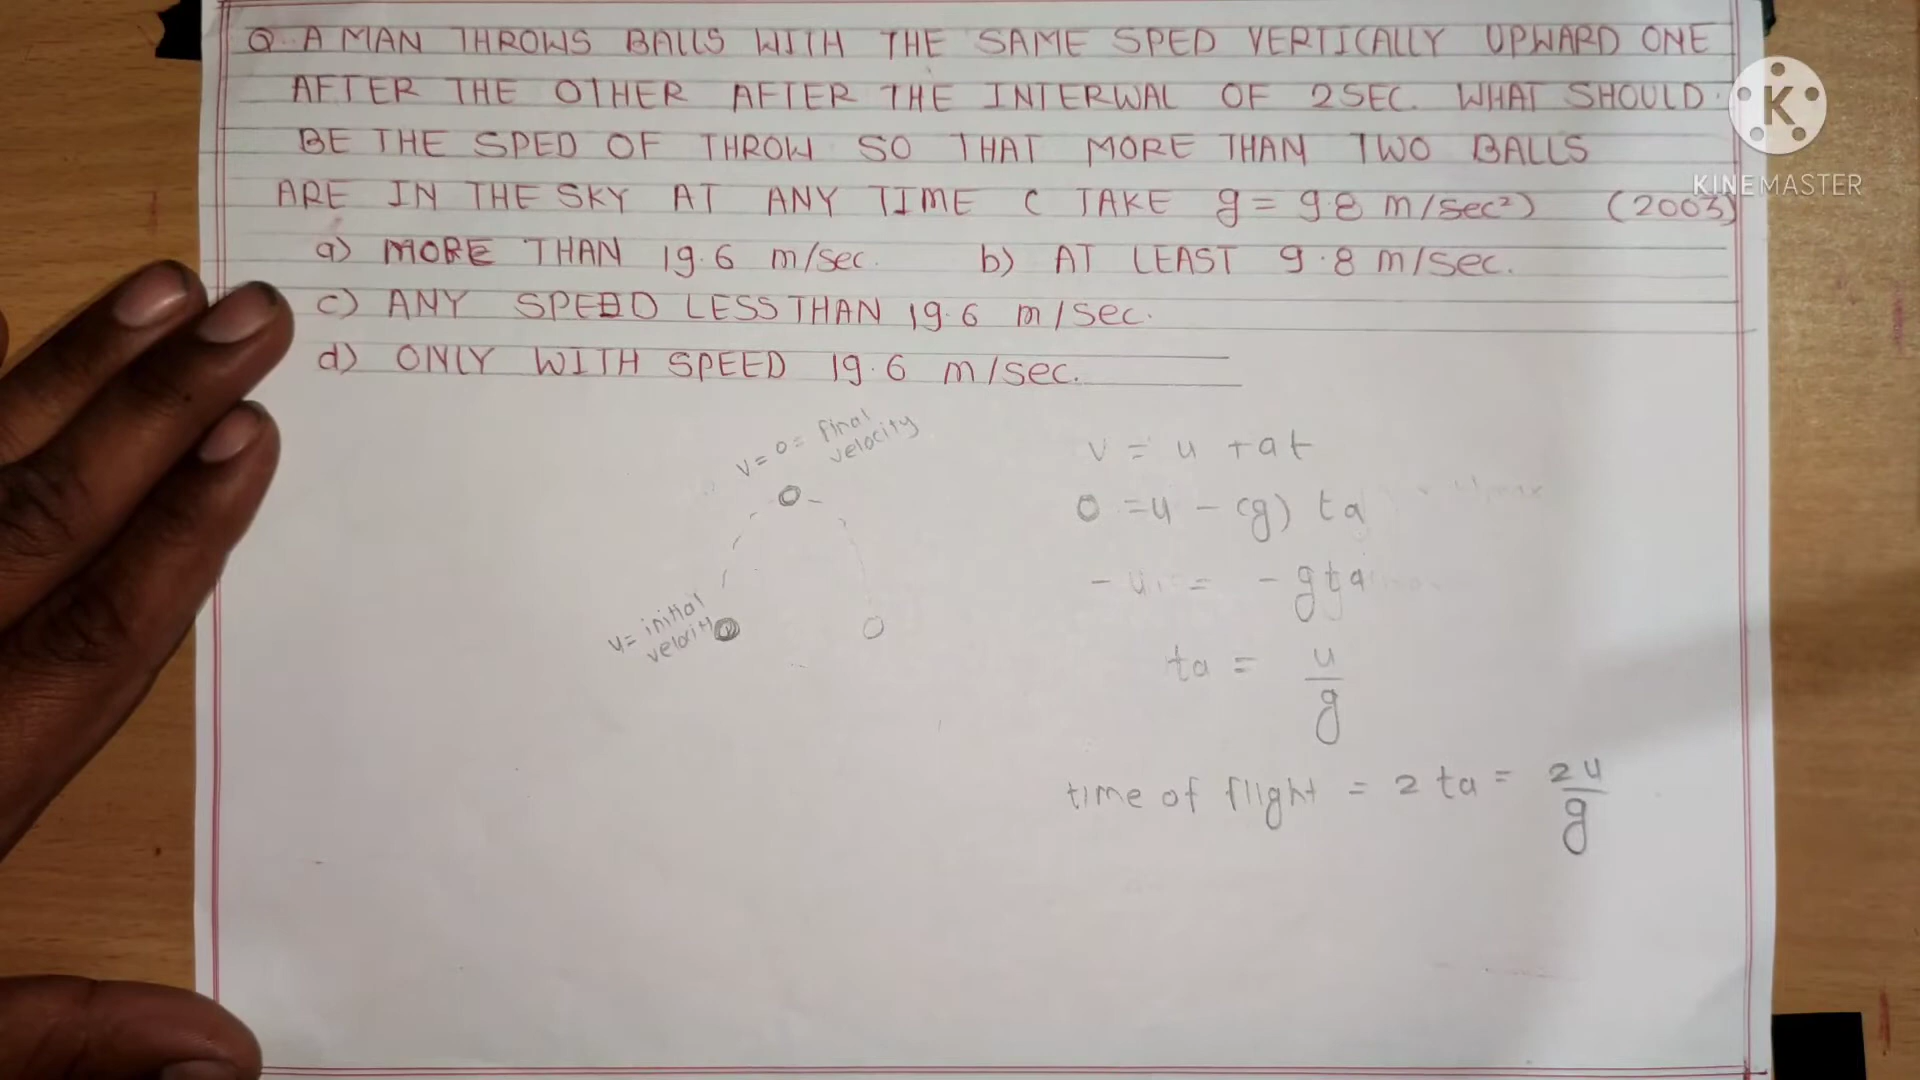 Q. A MAN THROWS BALLS WITH THE SAME SPED VERTICALLY UPWARD ONE
AFTER THE OTHER AFTER THE INTERWAL OF 2SEC. WHAT SHOULD
BE THE SPED OF THROW SO THAT MORE THAN TWO BALLS
ARE IN THE SKY AT ANY TIME ( TAKE g = 9.8 m/sec²) (2003)
a) MORE THAN 19.6 m/sec. b) AT LEAST 9.8 m/sec.
c) ANY SPEED LESS THAN 19.6 m/sec.
d) ONLY WITH SPEED 19.6 m/sec.
K
KINEMASTER
v = 0 = final velocity
u = initial velocity
v = u + at
0 = u - (g) ta
- u = - g ta
ta = u/g
time of flight = 2 ta = 2u/g